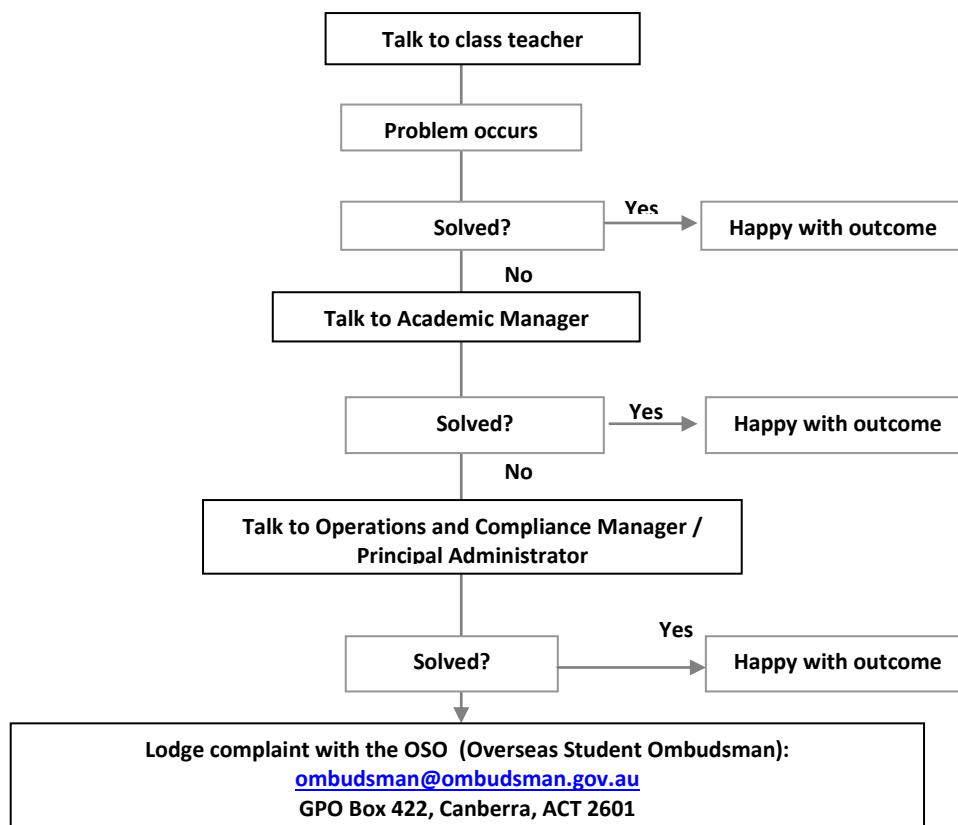 Talk to class teacher
Problem occurs
Solved?
Yes
Happy with outcome
No
Talk to Academic Manager
Solved?
Yes
Happy with outcome
No
Talk to Operations and Compliance Manager /
Principal Administrator
Solved?
Yes
Happy with outcome
Lodge complaint with the OSO (Overseas Student Ombudsman):
ombudsman@ombudsman.gov.au
GPO Box 422, Canberra, ACT 2601